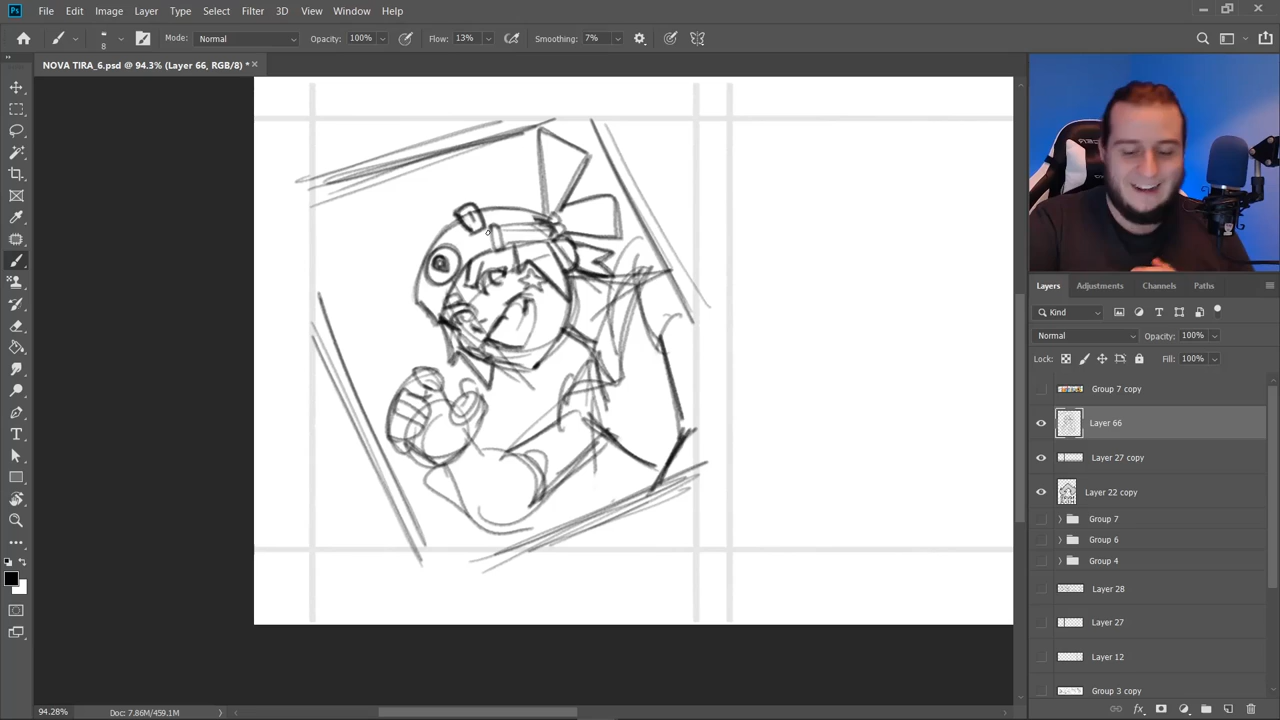 Ps File Edit Image Layer Type Select Filter 3D View Window Help
8 Mode: Normal Opacity: 100% Flow: 13% Smoothing: 7%
NOVA TIRA_6.psd @ 94.3% (Layer 66, RGB/8) *
Layers Adjustments Channels Paths
Kind
Normal Opacity: 100%
Lock: Fill: 100%
Group 7 copy
Layer 66
Layer 27 copy
Layer 22 copy
Group 7
Group 6
Group 4
Layer 28
Layer 27
Layer 12
Group 3 copy
94.28% Doc: 7.86M/459.1M